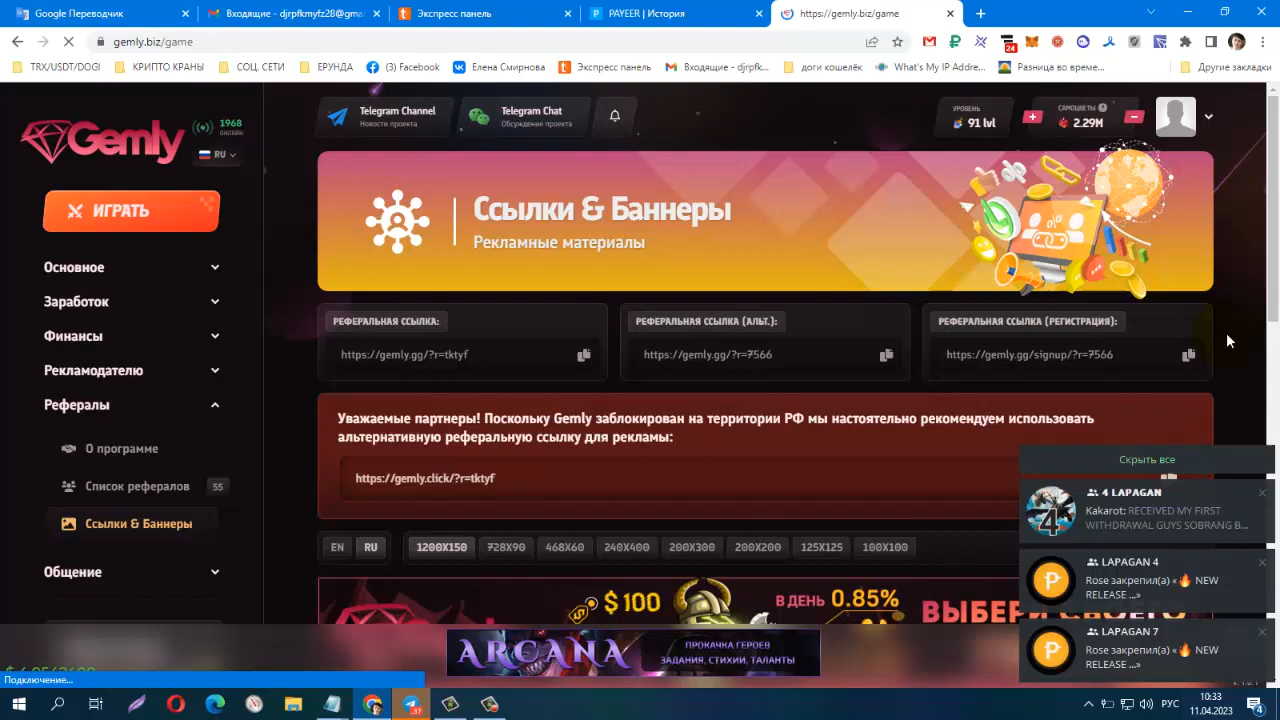 Google Переводчик
Входящие - djrpfkmyfz28@gma
Экспресс панель
PAYEER | История
https://gemly.biz/game
gemly.biz/game
24
TRX/USDT/DOGI
КРИПТО КРАНЫ
СОЦ. СЕТИ
ЕРУНДА
(3) Facebook
Елена Смирнова
Экспресс панель
Входящие - djrpfk...
доги кошелёк
What's My IP Addre...
Разница во време...
Другие закладки
Gemly
1968
ОНЛАЙН
RU
Telegram Channel
Новости проекта
Telegram Chat
Обсуждение проекта
УРОВЕНЬ
91 lvl
САМОЦВЕТЫ
2.29M
ИГРАТЬ
Основное
Заработок
Финансы
Рекламодателю
Рефералы
О программе
Список рефералов
55
Ссылки & Баннеры
Общение
Ссылки & Баннеры
Рекламные материалы
РЕФЕРАЛЬНАЯ ССЫЛКА:
https://gemly.gg/?r=tktyf
РЕФЕРАЛЬНАЯ ССЫЛКА (АЛЬТ.):
https://gemly.gg/?r=7566
РЕФЕРАЛЬНАЯ ССЫЛКА (РЕГИСТРАЦИЯ):
https://gemly.gg/signup/?r=7566
Уважаемые партнеры! Поскольку Gemly заблокирован на территории РФ мы настоятельно рекомендуем использовать
альтернативную реферальную ссылку для рекламы:
https://gemly.click/?r=tktyf
EN
RU
1200X150
728X90
468X60
240X400
200X300
200X200
125X125
100X100
$ 100
В ДЕНЬ 0.85%
ВЫБЕРИ СВОЕГО
ARCANA
ПРОКАЧКА ГЕРОЕВ
ЗАДАНИЯ, СТИХИИ, ТАЛАНТЫ
Скрыть все
4 LAPAGAN
Kakarot: RECEIVED MY FIRST
WITHDRAWAL GUYS SOBRANG B...
LAPAGAN 4
Rose закрепил(а) «🔥 NEW
RELEASE ...»
LAPAGAN 7
Rose закрепил(а) «🔥 NEW
RELEASE ...»
Подключение...
37
РУС
10:33
11.04.2023
4